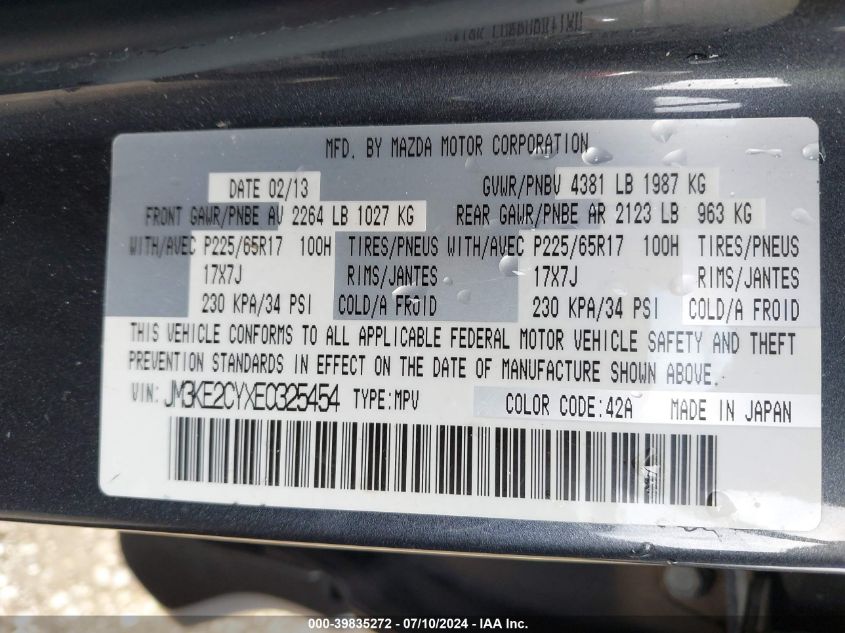 MFD. BY MAZDA MOTOR CORPORATION
DATE 02/13 GVWR/PNBV 4381 LB 1987 KG
FRONT GAWR/PNBE AV 2264 LB 1027 KG REAR GAWR/PNBE AR 2123 LB 963 KG
WITH/AVEC P225/65R17 100H TIRES/PNEUS WITH/AVEC P225/65R17 100H TIRES/PNEUS
17X7J RIMS/JANTES 17X7J RIMS/JANTES
230 KPA/34 PSI COLD/A FROID 230 KPA/34 PSI COLD/A FROID
THIS VEHICLE CONFORMS TO ALL APPLICABLE FEDERAL MOTOR VEHICLE SAFETY AND THEFT
PREVENTION STANDARDS IN EFFECT ON THE DATE OF MANUFACTURE SHOWN ABOVE.
VIN: JM3KE2CYXE0325454 TYPE:MPV COLOR CODE:42A MADE IN JAPAN
000-39835272 - 07/10/2024 - IAA Inc.